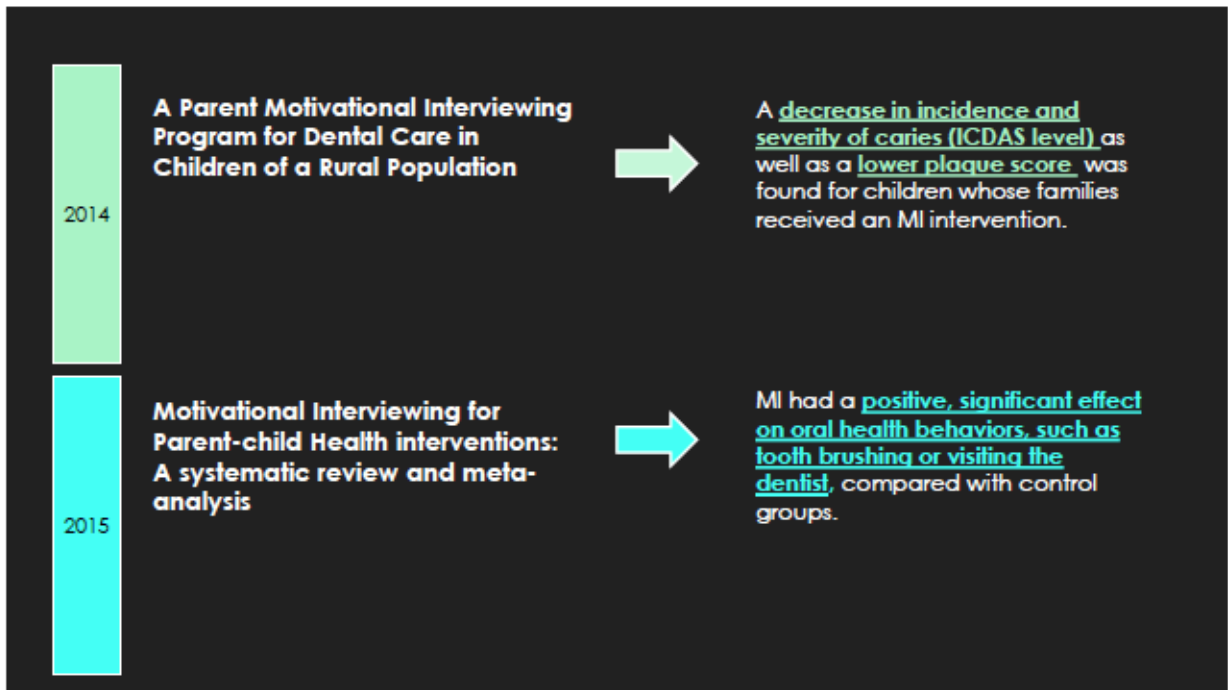 2014
A Parent Motivational Interviewing
Program for Dental Care in
Children of a Rural Population
A decrease in incidence and
severity of caries (ICDAS level) as
well as a lower plaque score was
found for children whose families
received an MI intervention.
2015
Motivational Interviewing for
Parent-child Health interventions:
A systematic review and meta-
analysis
MI had a positive, significant effect
on oral health behaviors, such as
tooth brushing or visiting the
dentist, compared with control
groups.